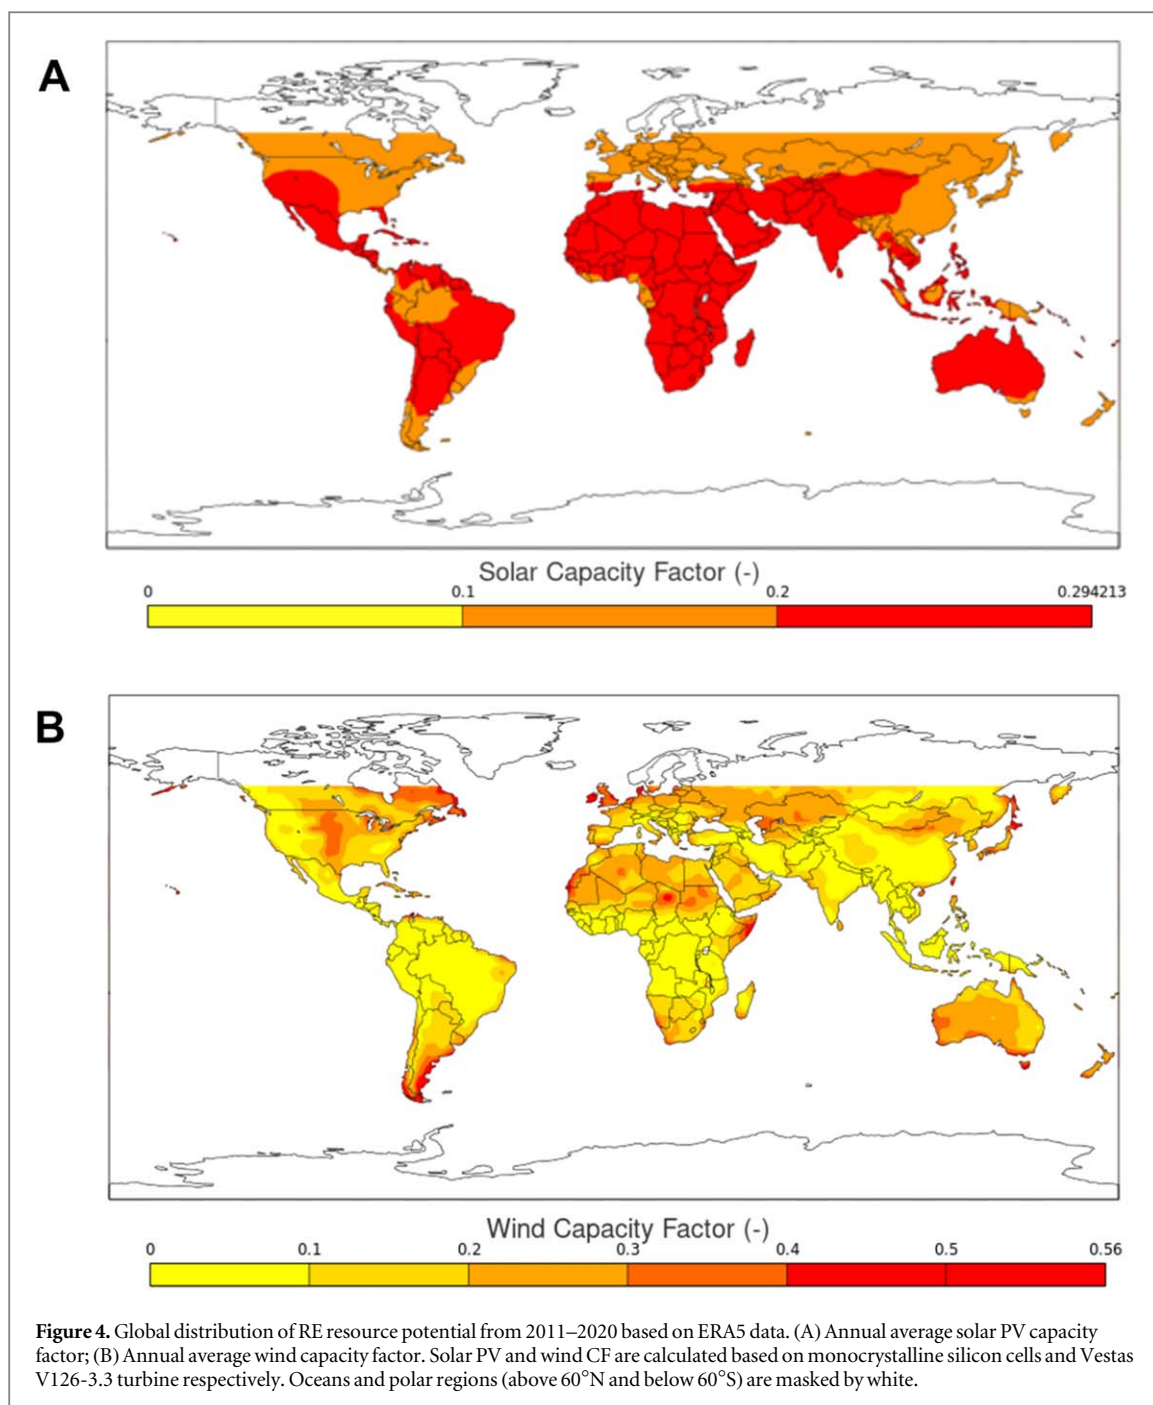 A
Solar Capacity Factor (-)
0 0.1 0.2 0.294213
B
Wind Capacity Factor (-)
0 0.1 0.2 0.3 0.4 0.5 0.56
Figure 4. Global distribution of RE resource potential from 2011–2020 based on ERA5 data. (A) Annual average solar PV capacity
factor; (B) Annual average wind capacity factor. Solar PV and wind CF are calculated based on monocrystalline silicon cells and Vestas
V126-3.3 turbine respectively. Oceans and polar regions (above 60°N and below 60°S) are masked by white.